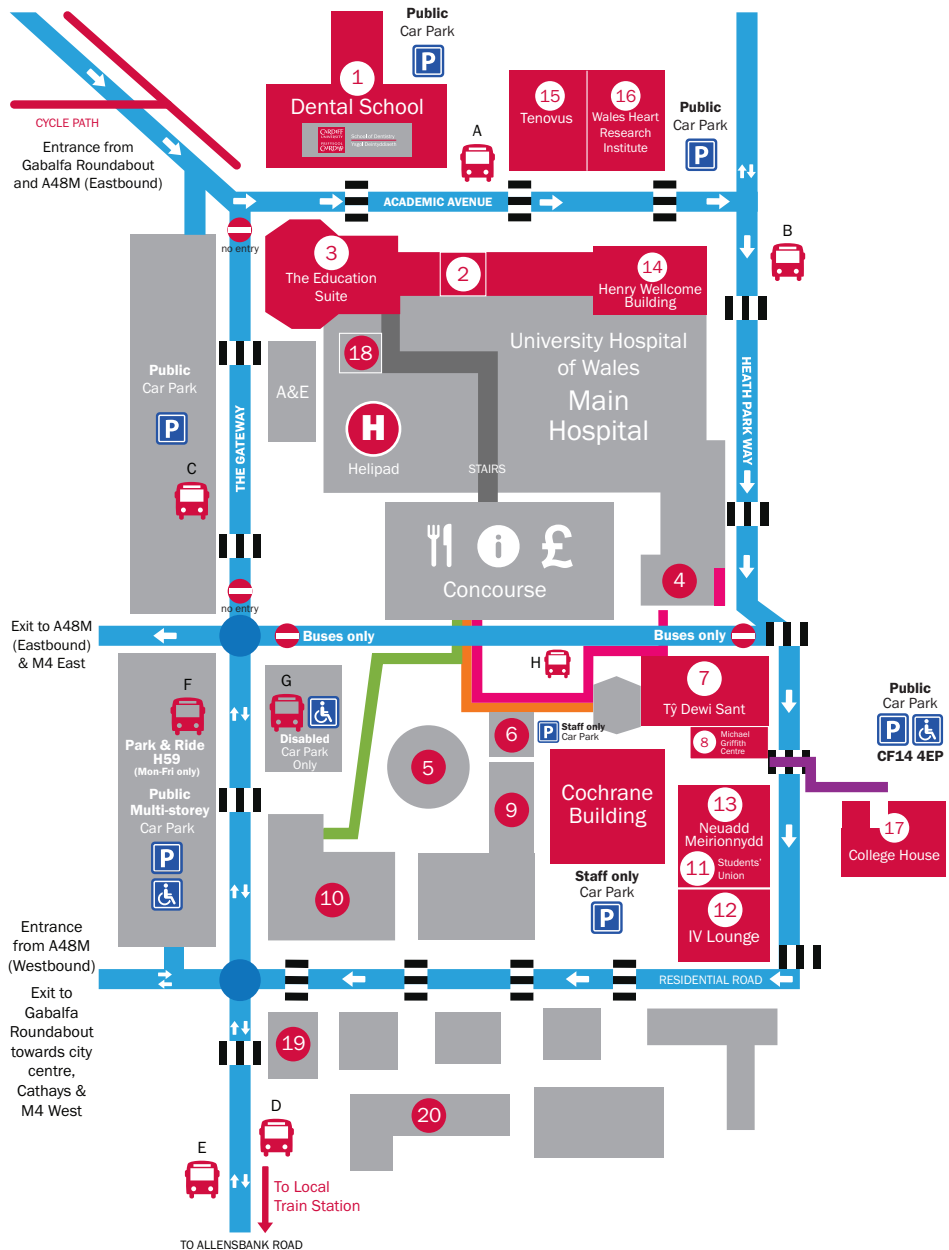 Public
Car Park
P
1
Dental School
CARDIFF
UNIVERSITY
PRIFYSGOL
CAERDYDD
School of Dentistry
Ysgol Deintyddiaeth
A
15
Tenovus
16
Wales Heart
Research
Institute
Public
Car Park
P
CYCLE PATH
Entrance from
Gabalfa Roundabout
and A48M (Eastbound)
ACADEMIC AVENUE
no entry
B
3
The Education
Suite
2
14
Henry Wellcome
Building
18
University Hospital
of Wales
Main
Hospital
A&E
H
Helipad
STAIRS
Public
Car Park
P
C
THE GATEWAY
HEATH PARK WAY
i
£
Concourse
4
no entry
Exit to A48M
(Eastbound)
& M4 East
Buses only
Buses only
H
7
Tŷ Dewi Sant
8
Michael
Griffith
Centre
Public
Car Park
P
CF14 4EP
F
Park & Ride
H59
(Mon-Fri only)
Public
Multi-storey
Car Park
P
G
Disabled
Car Park
Only
5
6
P
Staff only
Car Park
9
Cochrane
Building
13
Neuadd
Meirionnydd
11
Students'
Union
17
College House
10
Staff only
Car Park
P
12
IV Lounge
Entrance
from A48M
(Westbound)
RESIDENTIAL ROAD
Exit to
Gabalfa
Roundabout
towards city
centre,
Cathays &
M4 West
19
20
D
E
To Local
Train Station
TO ALLENSBANK ROAD